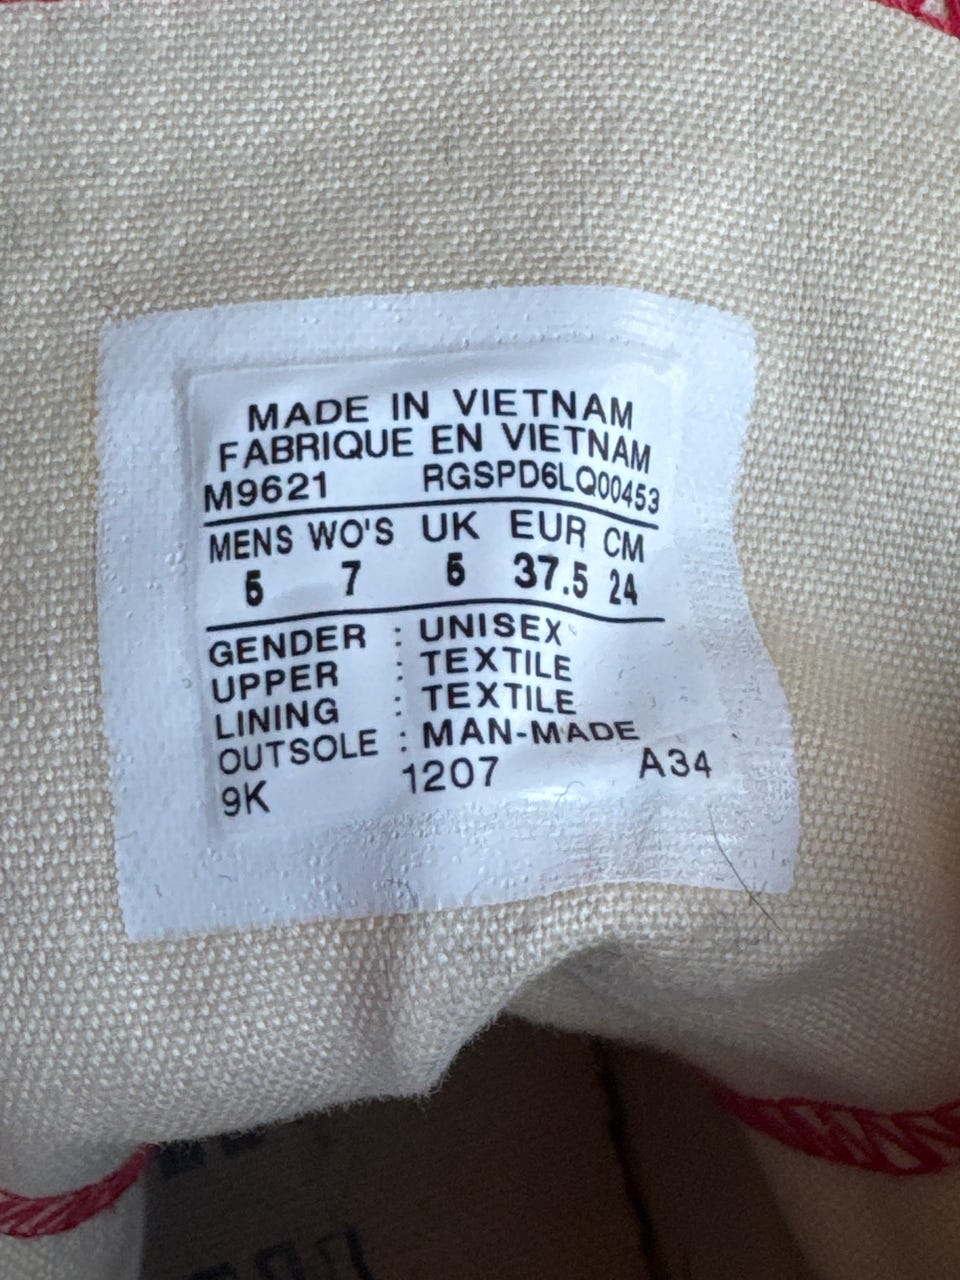 MADE IN VIETNAM
FABRIQUE EN VIETNAM
M9621 RGSPD6LQ00453
MENS WO'S UK EUR CM
5 7 5 37.5 24
GENDER : UNISEX
UPPER : TEXTILE
LINING : TEXTILE
OUTSOLE : MAN-MADE
9K 1207 A34